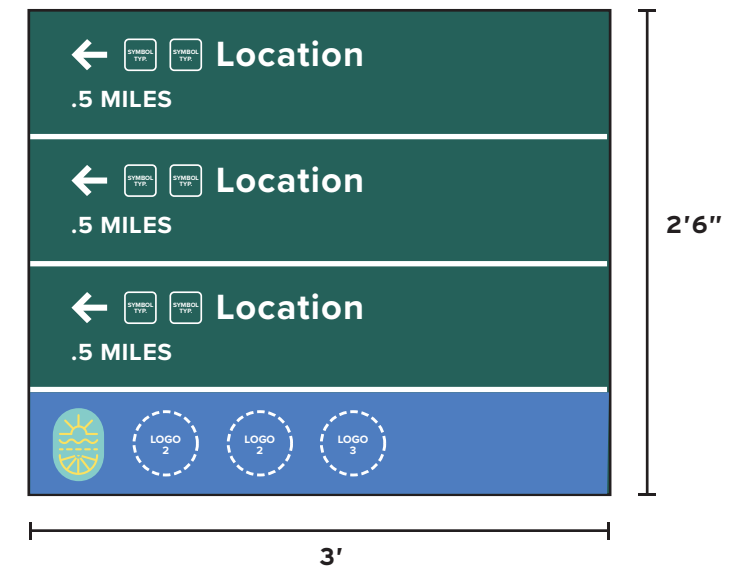 SYMBOL TYP. SYMBOL TYP. Location
.5 MILES
SYMBOL TYP. SYMBOL TYP. Location
.5 MILES
2'6"
SYMBOL TYP. SYMBOL TYP. Location
.5 MILES
LOGO 2 LOGO 2 LOGO 3
3'